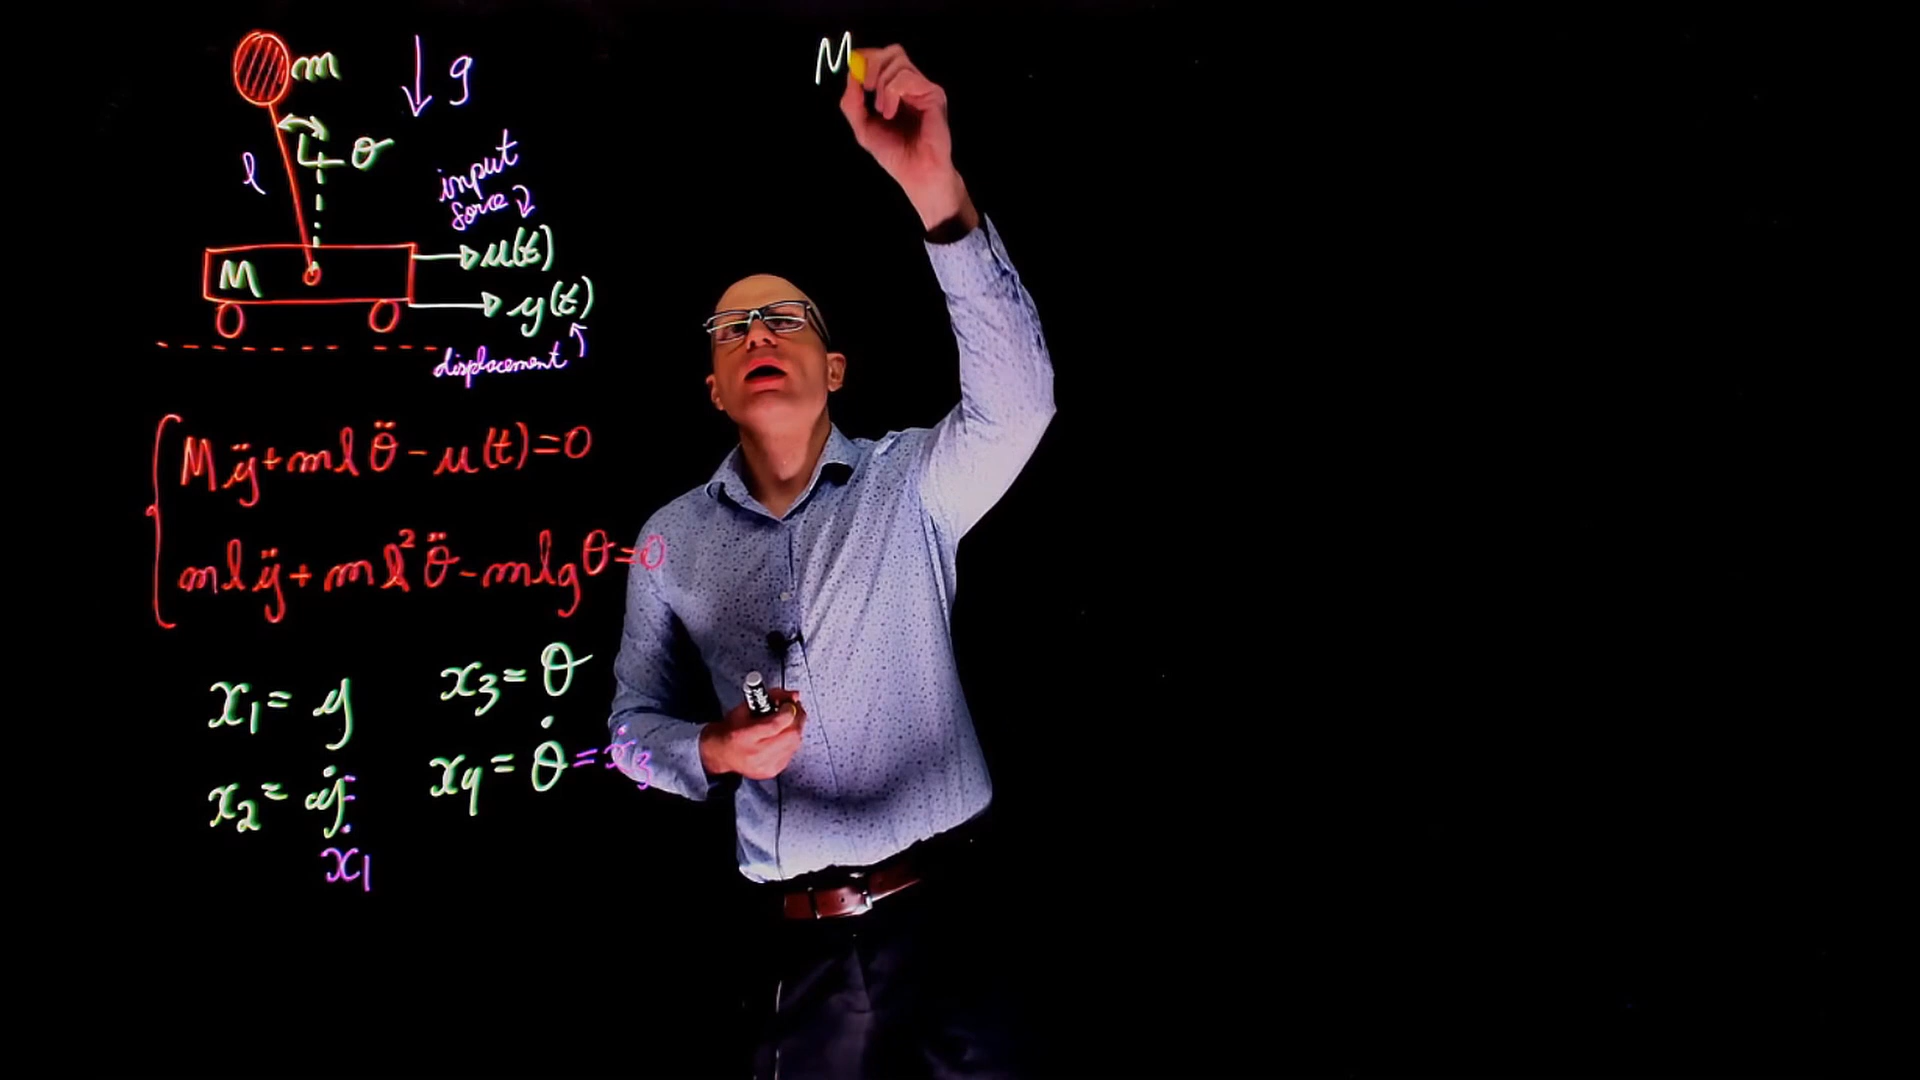 m
g
θ
l
input
force
u(t)
M
y(t)
displacement
Mÿ+mlθ̈-u(t)=0
mlÿ+ml²θ̈-mlgθ=0
x₁=y
x₃=θ
x₂=ẏ=
ẋ₁
x₄=θ̇=ẋ₃
M